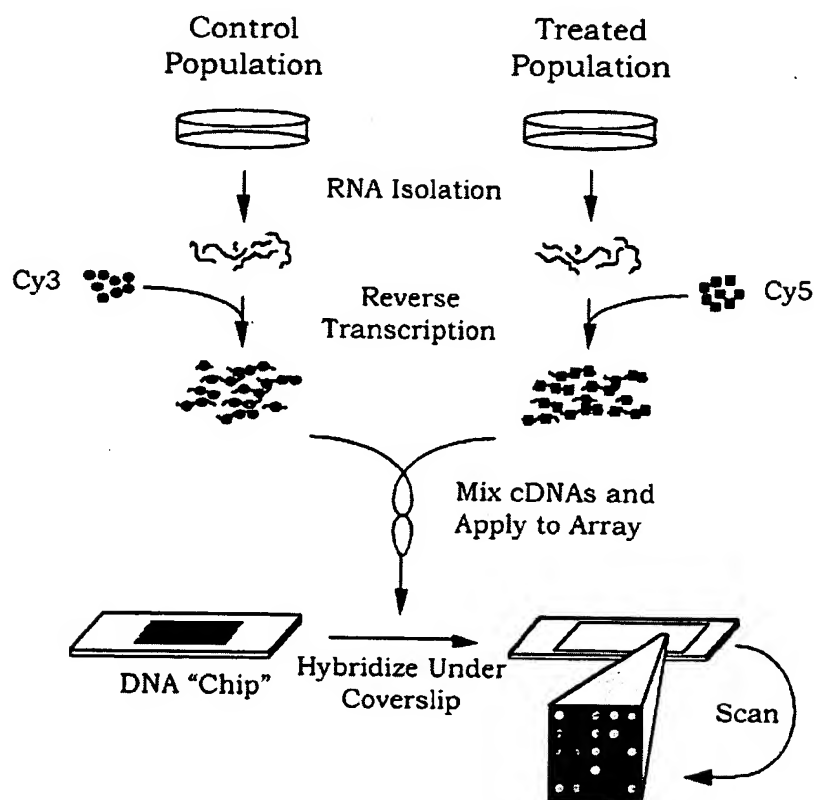 Control
Population
Treated
Population
RNA Isolation
Cy3
Reverse
Transcription
Cy5
Mix cDNAs and
Apply to Array
DNA “Chip”
Hybridize Under
Coverslip
Scan